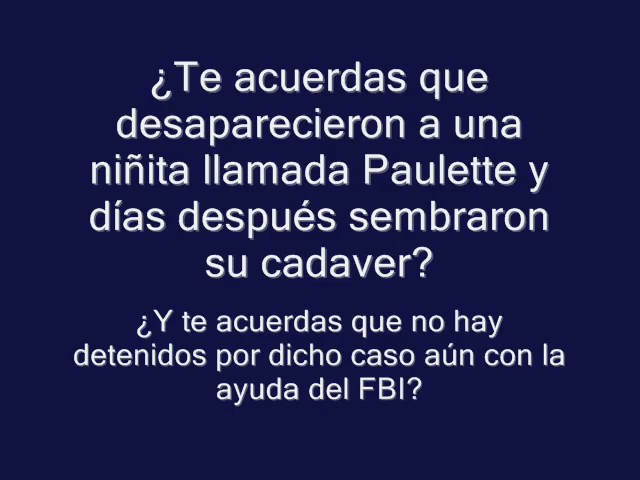 ¿Te acuerdas que
desaparecieron a una
niñita llamada Paulette y
días después sembraron
su cadaver?
¿Y te acuerdas que no hay
detenidos por dicho caso aún con la
ayuda del FBI?